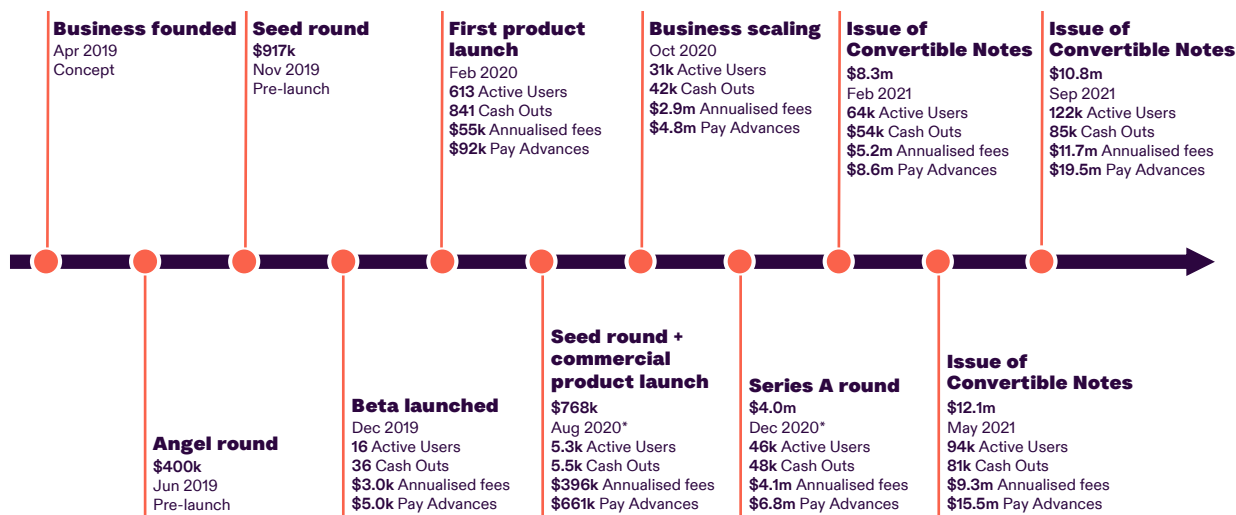 Business founded
Apr 2019
Concept
Seed round
$917k
Nov 2019
Pre-launch
First product
launch
Feb 2020
613 Active Users
841 Cash Outs
$55k Annualised fees
$92k Pay Advances
Business scaling
Oct 2020
31k Active Users
42k Cash Outs
$2.9m Annualised fees
$4.8m Pay Advances
Issue of
Convertible Notes
$8.3m
Feb 2021
64k Active Users
$54k Cash Outs
$5.2m Annualised fees
$8.6m Pay Advances
Issue of
Convertible Notes
$10.8m
Sep 2021
122k Active Users
85k Cash Outs
$11.7m Annualised fees
$19.5m Pay Advances
Angel round
$400k
Jun 2019
Pre-launch
Beta launched
Dec 2019
16 Active Users
36 Cash Outs
$3.0k Annualised fees
$5.0k Pay Advances
Seed round +
commercial
product launch
$768k
Aug 2020*
5.3k Active Users
5.5k Cash Outs
$396k Annualised fees
$661k Pay Advances
Series A round
$4.0m
Dec 2020*
46k Active Users
48k Cash Outs
$4.1m Annualised fees
$6.8m Pay Advances
Issue of
Convertible Notes
$12.1m
May 2021
94k Active Users
81k Cash Outs
$9.3m Annualised fees
$15.5m Pay Advances